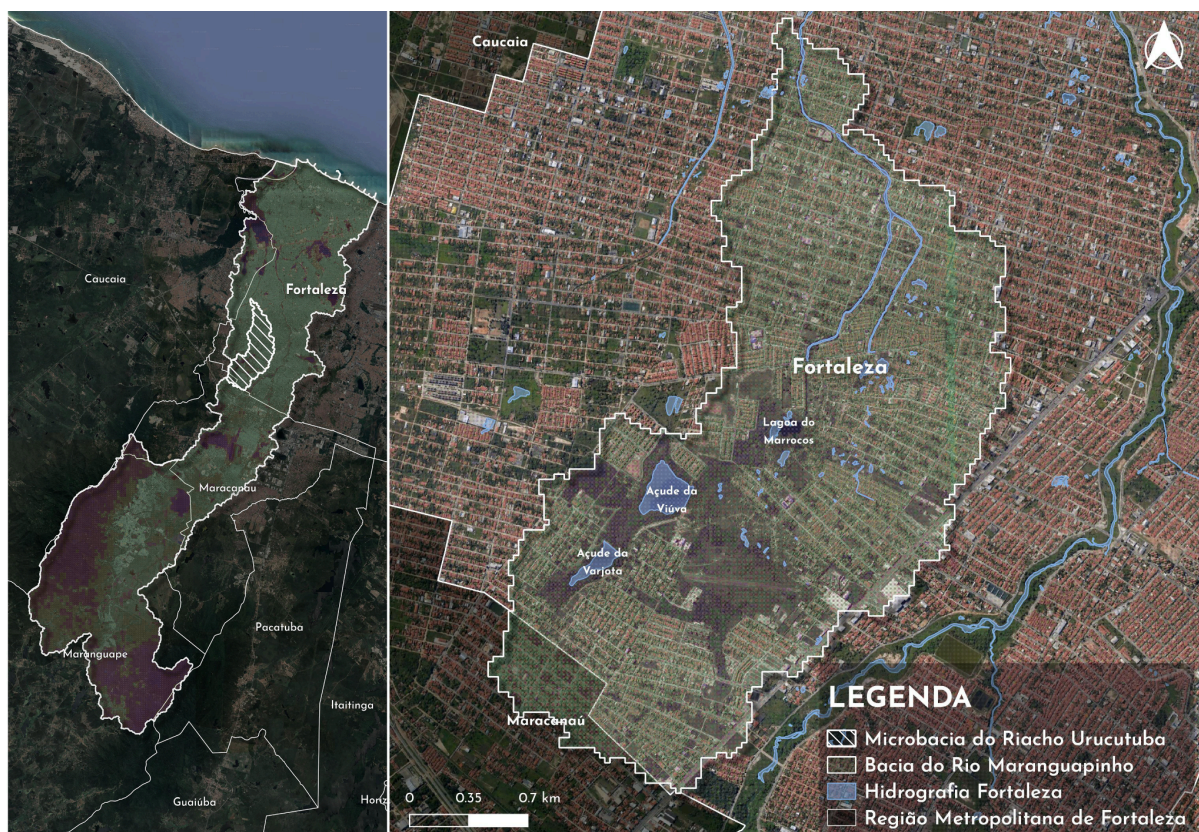 Caucaia
Fortaleza
Maracanau
Pacatuba
Maranguape
Itaitinga
Guaiúba
Horiz
Caucaia
Fortaleza
Lagoa do
Marrocos
Açude da
Viúva
Açude da
Varjota
Maracanaú
0 0.35 0.7 km
LEGENDA
Microbacia do Riacho Urucutuba
Bacia do Rio Maranguapinho
Hidrografia Fortaleza
Região Metropolitana de Fortaleza